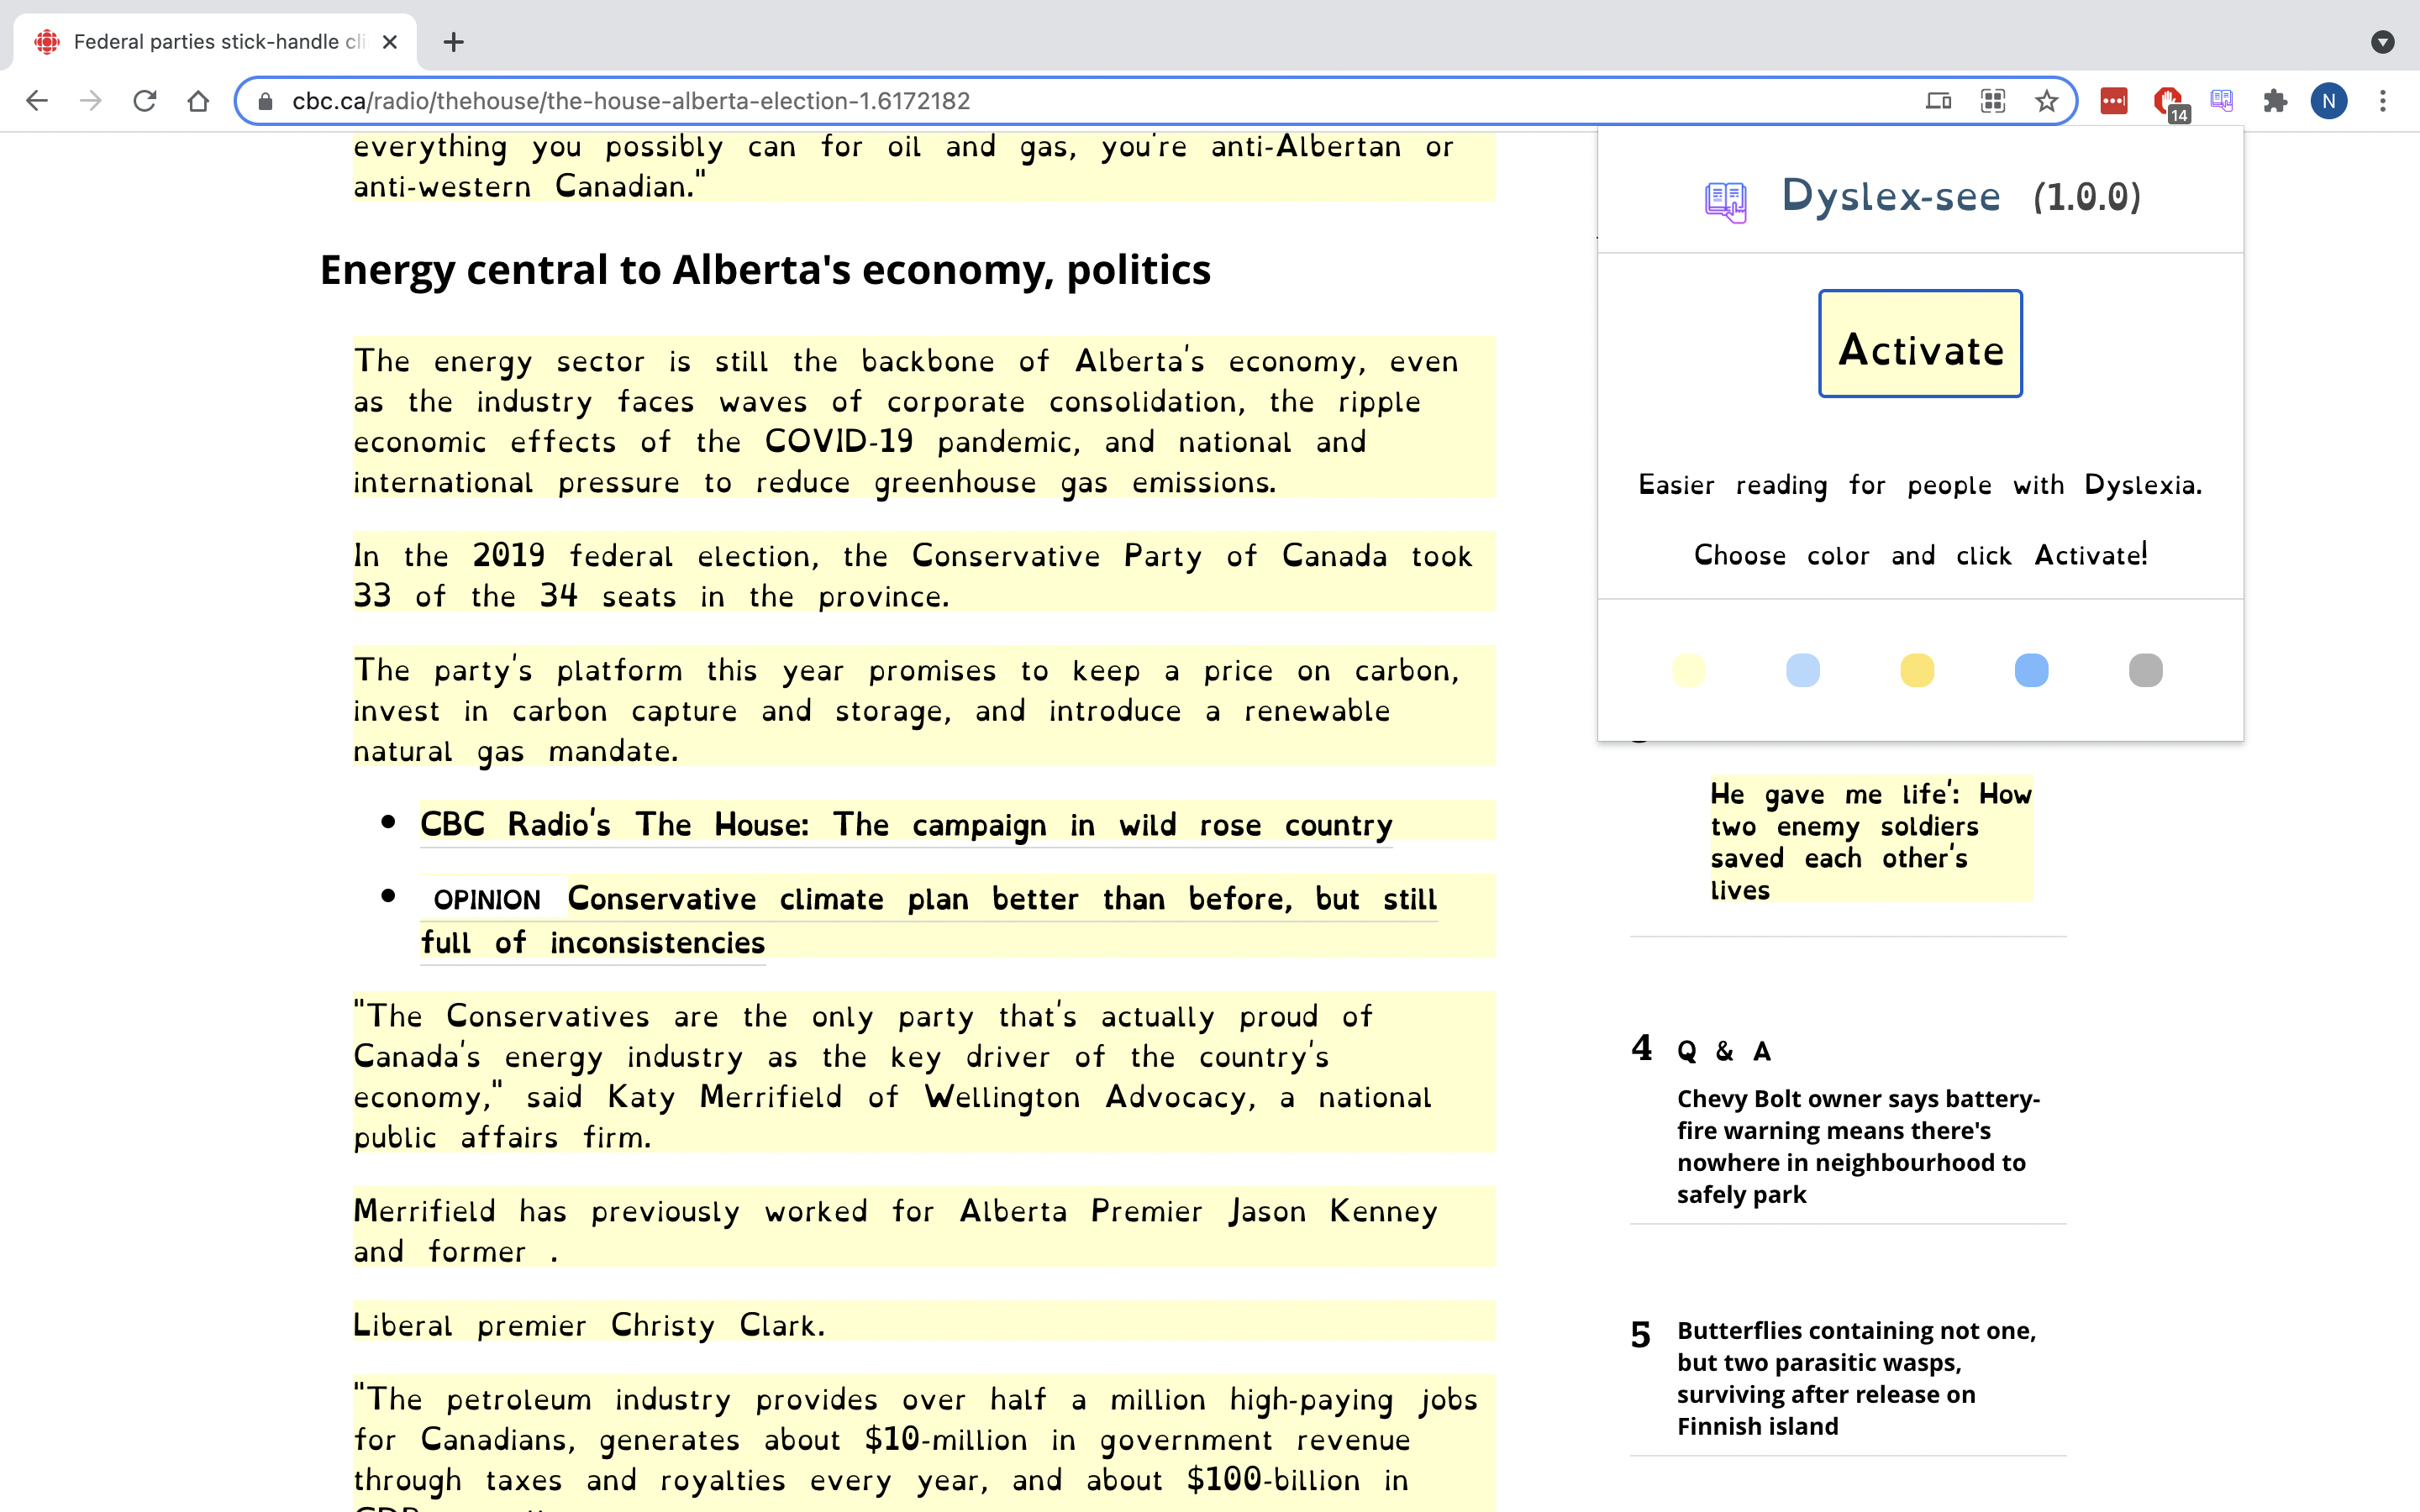 Federal parties stick-handle cli
cbc.ca/radio/thehouse/the-house-alberta-election-1.6172182
14
N
everything you possibly can for oil and gas, you're anti-Albertan or
anti-western Canadian."
Energy central to Alberta's economy, politics
The energy sector is still the backbone of Alberta's economy, even
as the industry faces waves of corporate consolidation, the ripple
economic effects of the COVID-19 pandemic, and national and
international pressure to reduce greenhouse gas emissions.
In the 2019 federal election, the Conservative Party of Canada took
33 of the 34 seats in the province.
The party's platform this year promises to keep a price on carbon,
invest in carbon capture and storage, and introduce a renewable
natural gas mandate.
CBC Radio's The House: The campaign in wild rose country
OPINION Conservative climate plan better than before, but still
full of inconsistencies
"The Conservatives are the only party that's actually proud of
Canada's energy industry as the key driver of the country's
economy," said Katy Merrifield of Wellington Advocacy, a national
public affairs firm.
Merrifield has previously worked for Alberta Premier Jason Kenney
and former .
Liberal premier Christy Clark.
"The petroleum industry provides over half a million high-paying jobs
for Canadians, generates about $10-million in government revenue
through taxes and royalties every year, and about $100-billion in
Dyslex-see (1.0.0)
Activate
Easier reading for people with Dyslexia.
Choose color and click Activate!
He gave me life': How
two enemy soldiers
saved each other's
lives
4 Q & A
Chevy Bolt owner says battery-
fire warning means there's
nowhere in neighbourhood to
safely park
5 Butterflies containing not one,
but two parasitic wasps,
surviving after release on
Finnish island